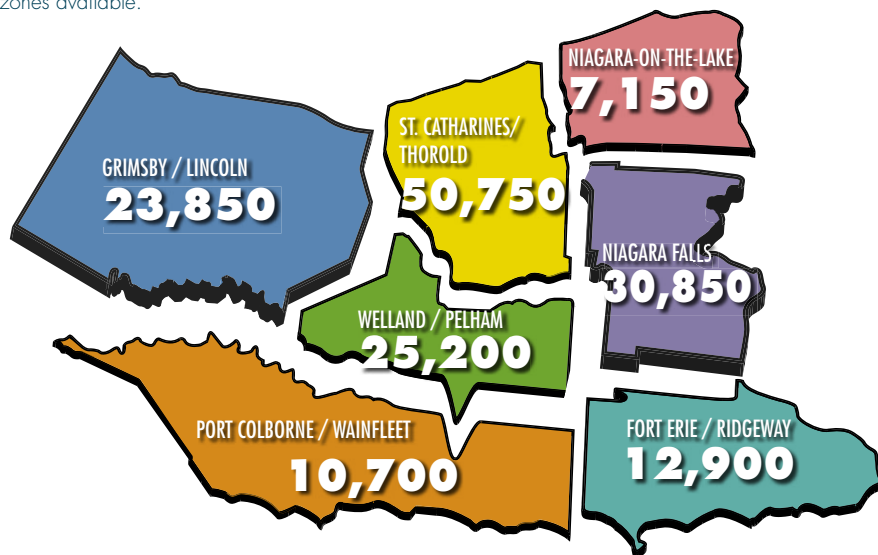 zones available.
NIAGARA-ON-THE-LAKE
7,150
ST. CATHARINES/
THOROLD
50,750
GRIMSBY / LINCOLN
23,850
NIAGARA FALLS
30,850
WELLAND / PELHAM
25,200
PORT COLBORNE / WAINFLEET
10,700
FORT ERIE / RIDGEWAY
12,900